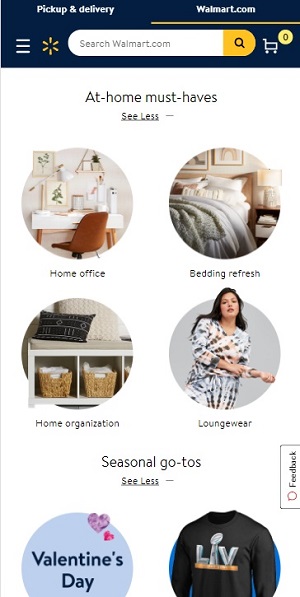 Pickup & delivery
Walmart.com
Search Walmart.com
0
At-home must-haves
See Less
Home office
Bedding refresh
Home organization
Loungewear
Feedback
Seasonal go-tos
See Less
Valentine's
Day
LV